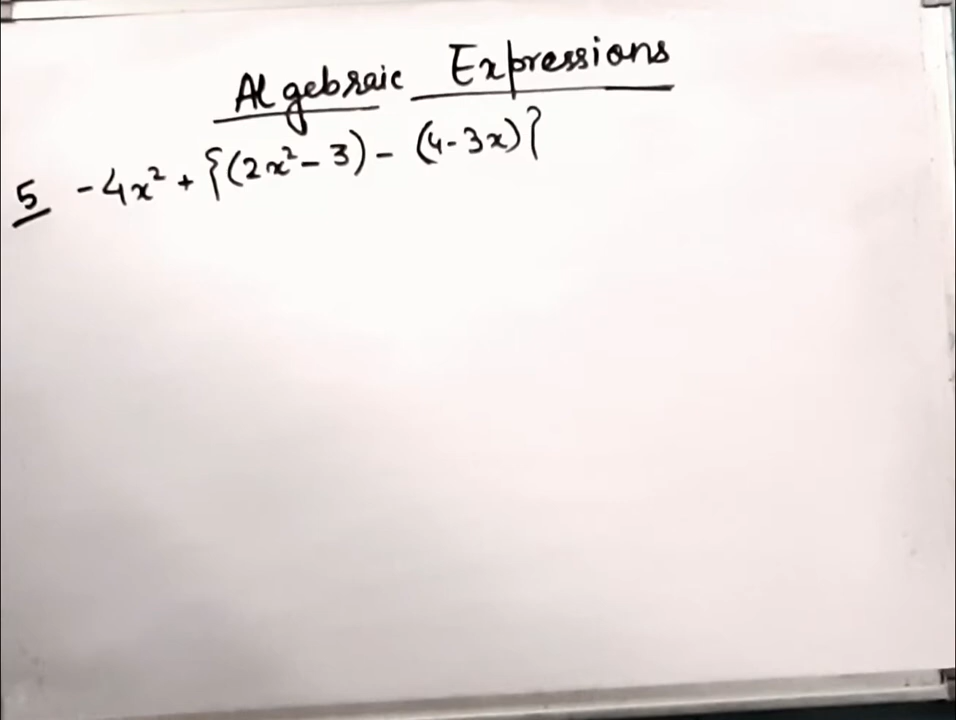 Algebraic Expressions
5 -4x² + {(2x² - 3) - (4 - 3x)}